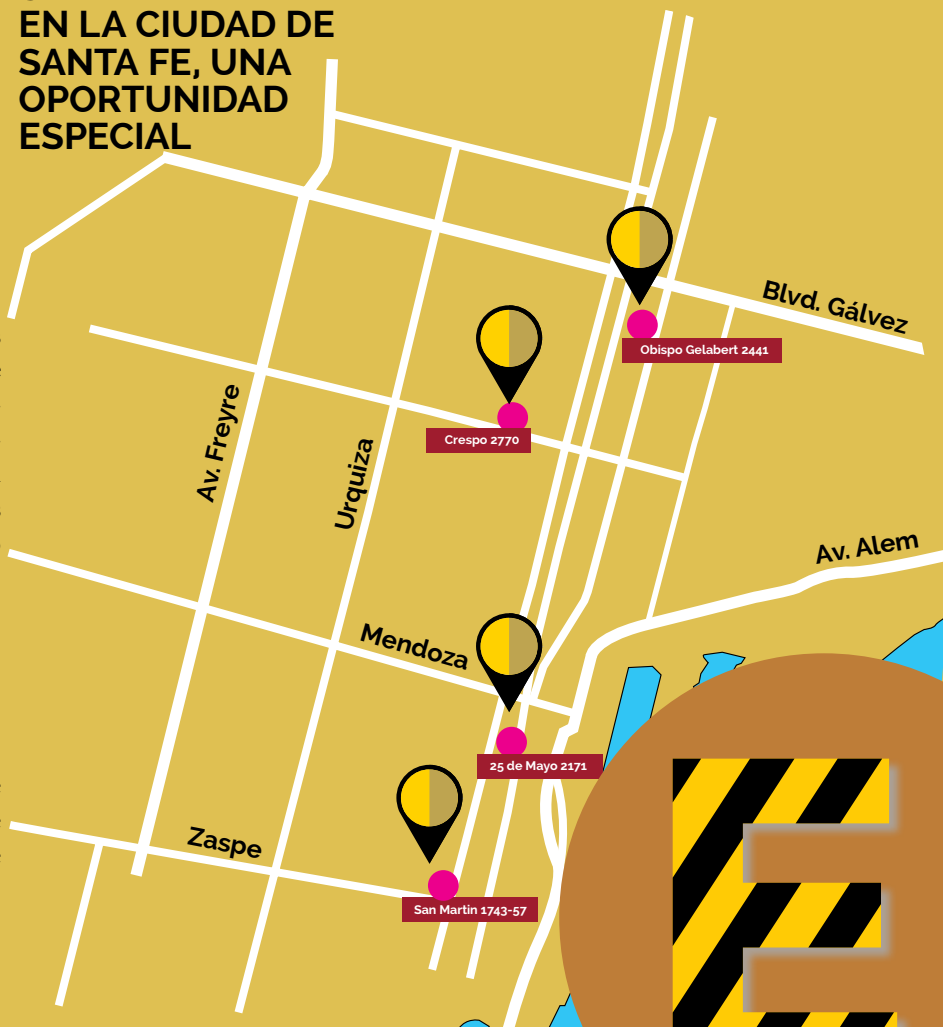 EN LA CIUDAD DE
SANTA FE, UNA
OPORTUNIDAD
ESPECIAL
Blvd. Gálvez
Obispo Gelabert 2441
Crespo 2770
Av. Freyre
Urquiza
Av. Alem
Mendoza
25 de Mayo 2171
Zaspe
San Martin 1743-57
E